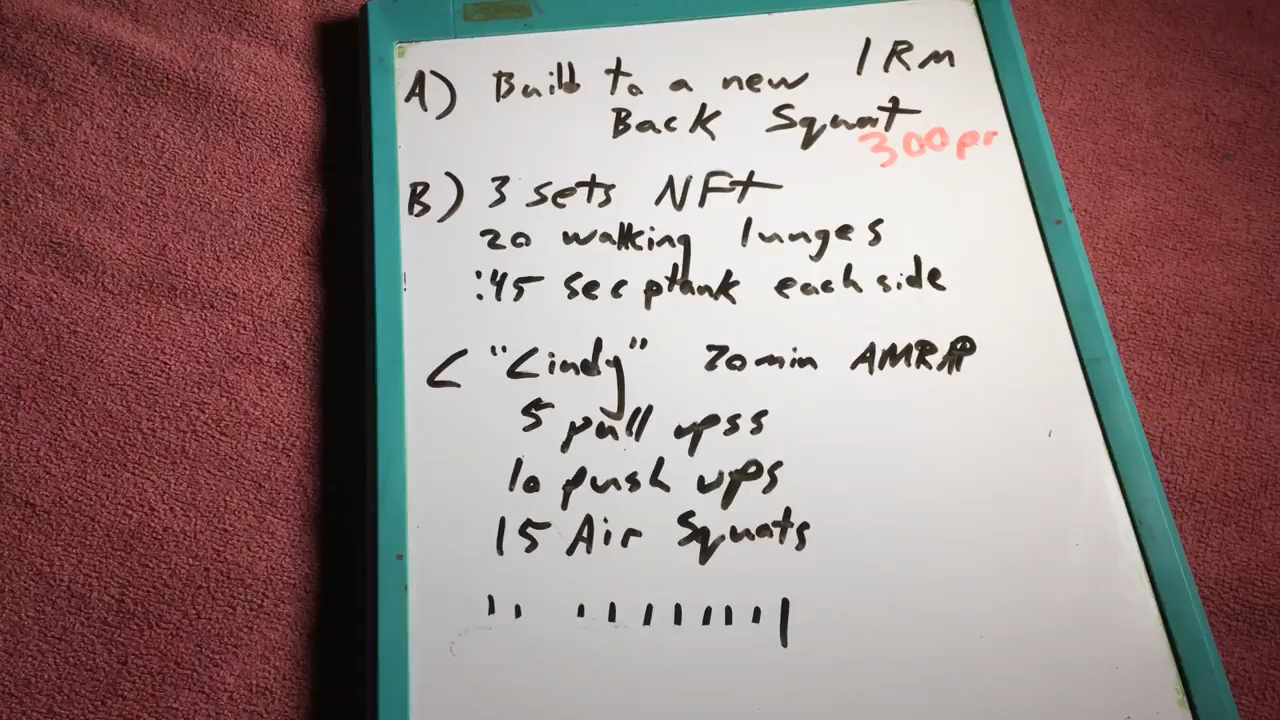 A) Build to a new 1RM
Back Squat
300pr
B) 3 sets NFT
20 walking lunges
:45 sec plank each side
C "Cindy" 20min AMRAP
5 pull upss
10 push ups
15 Air Squats